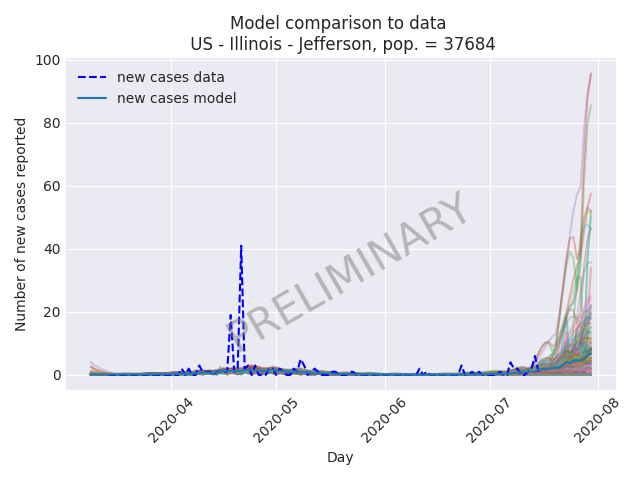 Model comparison to data
US - Illinois - Jefferson, pop. = 37684
Number of new cases reported
100
80
60
40
20
0
new cases data
new cases model
PRELIMINARY
2020-04
2020-05
2020-06
2020-07
2020-08
Day